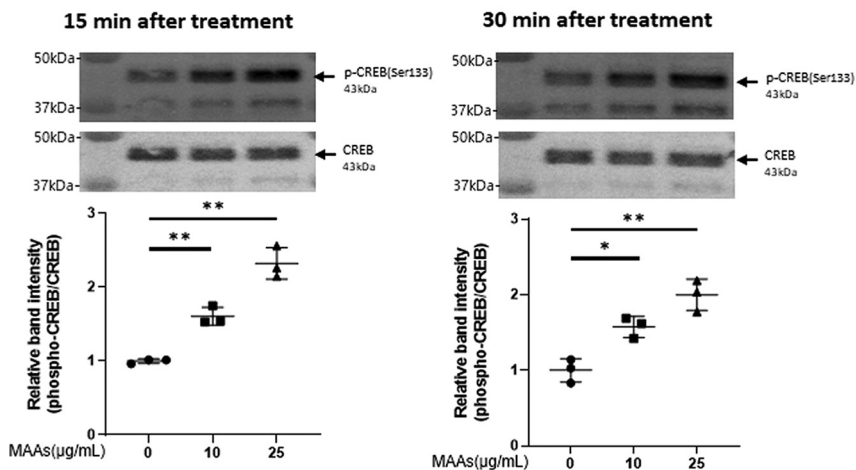 15 min after treatment
50kDa
p-CREB(Ser133)
43kDa
37kDa
50kDa
CREB
43kDa
37kDa
**
**
3
2
1
0
Relative band intensity
(phospho-CREB/CREB)
MAAs(µg/mL)
0
10
25
30 min after treatment
50kDa
p-CREB(Ser133)
43kDa
37kDa
50kDa
CREB
43kDa
37kDa
**
*
3
2
1
0
Relative band intensity
(phospho-CREB/CREB)
MAAs(µg/mL)
0
10
25